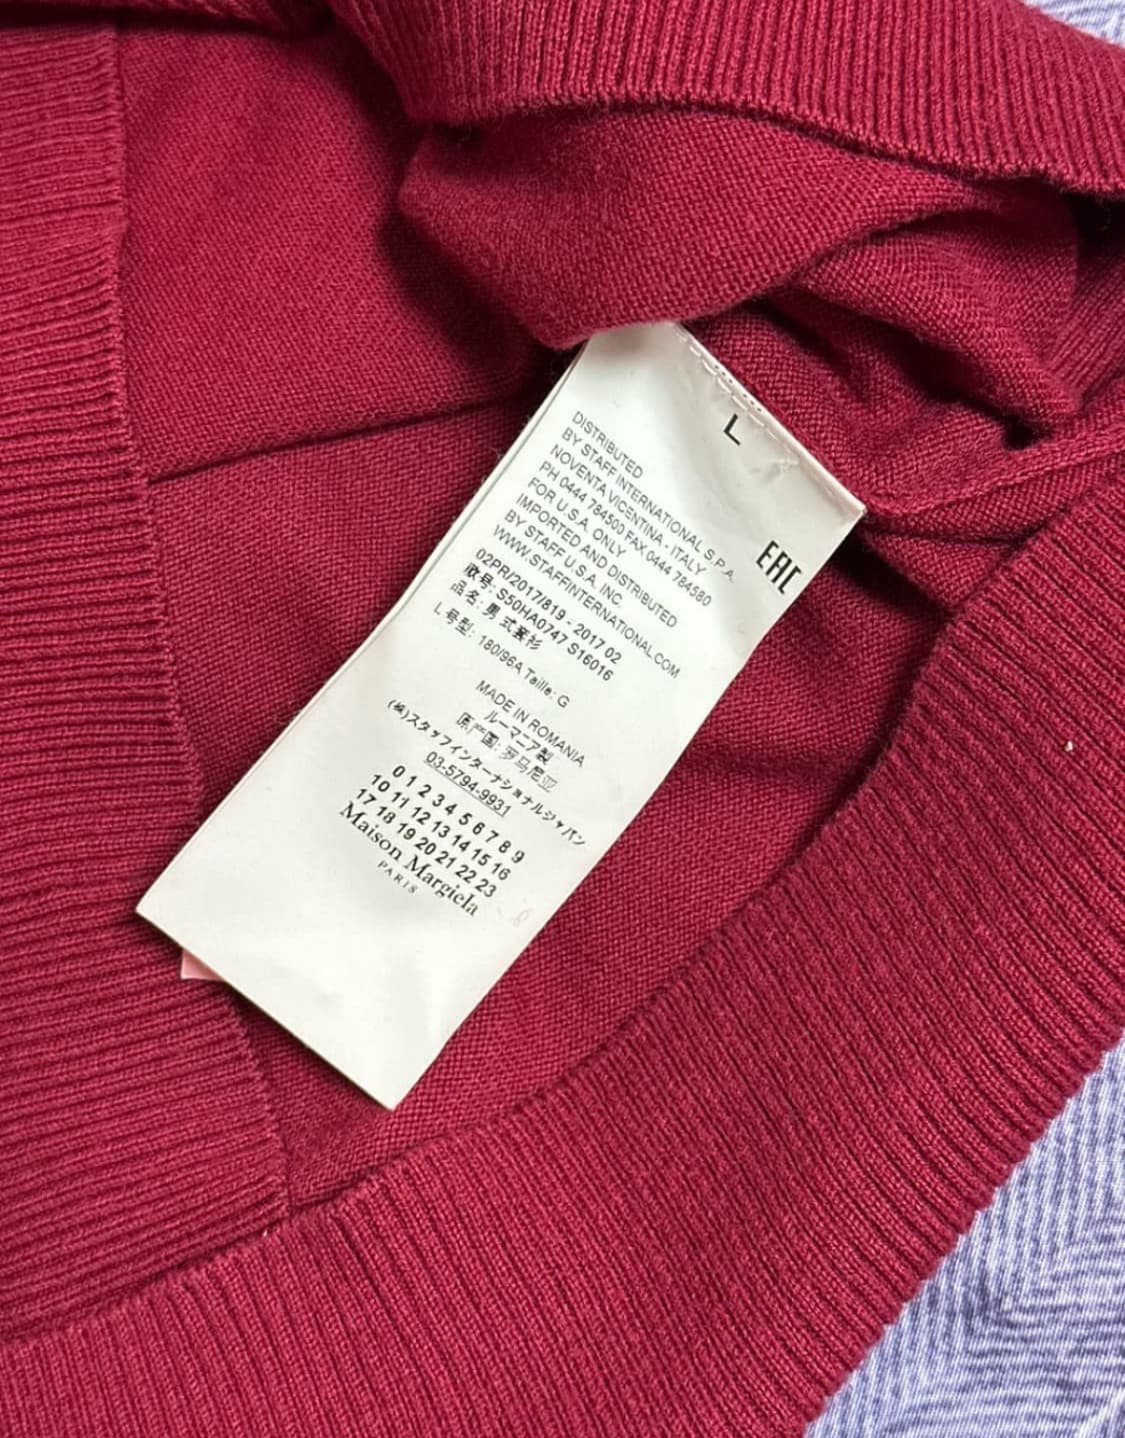 L
DISTRIBUTED
BY STAFF INTERNATIONAL S.P.A.
NOVENTA VICENTINA - ITALY
PH 0444 784500 FAX 0444 784580
FOR U.S.A. ONLY
IMPORTED AND DISTRIBUTED
BY STAFF U.S.A. INC.
WWW.STAFFINTERNATIONAL.COM
EAC
02PR/2017/819 - 2017 02
款号: S50HA0747 S16016
品名: 男式套衫
L 号型: 180/96A Taille: G
MADE IN ROMANIA
ルーマニア製
原产国: 罗马尼亚
(株)スタッフインターナショナルジャパン
03-5794-9931
0 1 2 3 4 5 6 7 8 9
10 11 12 13 14 15 16
17 18 19 20 21 22 23
Maison Margiela
PARIS